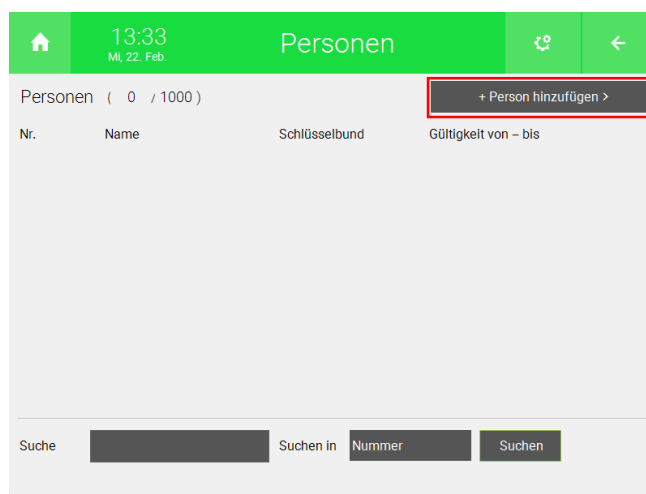 13:33
Mi, 22. Feb.
Personen
Personen ( 0 / 1000 )
+ Person hinzufügen >
Nr. Name Schlüsselbund Gültigkeit von – bis
Suche Suchen in Nummer Suchen